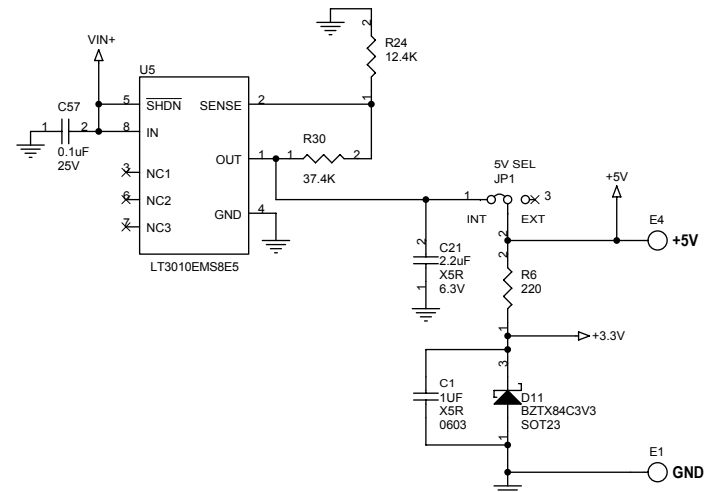 VIN+
C57
1
2
0.1uF
25V
U5
5
SHDN
8
IN
3
NC1
6
NC2
7
NC3
SENSE
2
OUT
1
GND
4
LT3010EMS8E5
2
R24
12.4K
1
R30
1
2
37.4K
5V SEL
JP1
1
3
INT
EXT
2
+5V
E4
+5V
2
C21
2.2uF
X5R
6.3V
1
2
R6
220
1
+3.3V
C1
1UF
X5R
0603
3
D11
BZTX84C3V3
SOT23
1
E1
GND